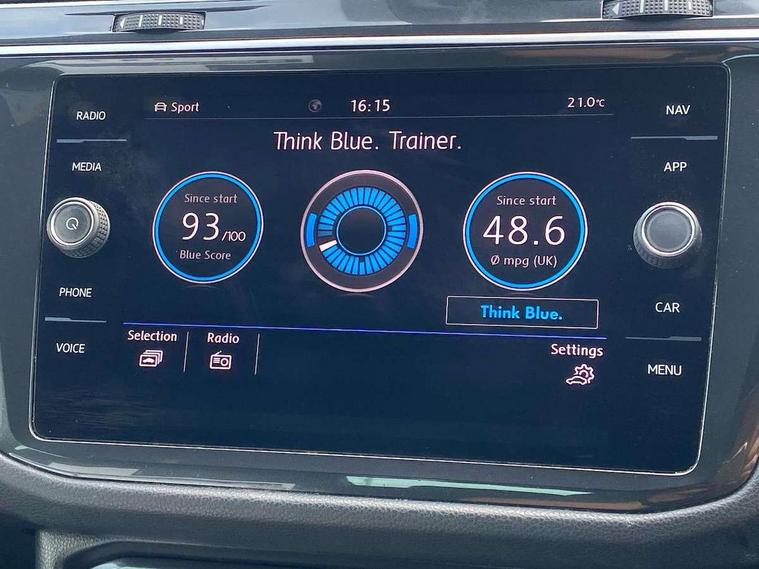 RADIO
MEDIA
PHONE
VOICE
Sport
16:15
21.0°C
Think Blue. Trainer.
Since start
93/100
Blue Score
Since start
48.6
Ø mpg (UK)
Think Blue.
Selection
Radio
Settings
NAV
APP
CAR
MENU